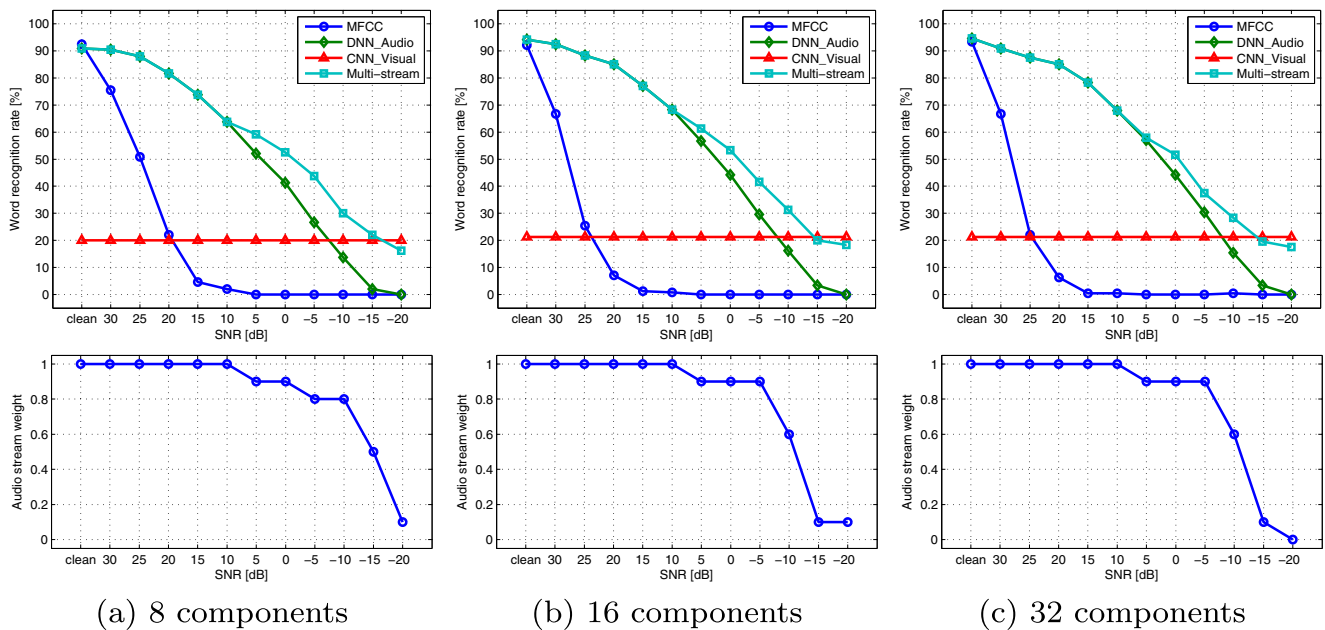 100
90
80
70
60
50
40
30
20
10
0
Word recognition rate [%]
MFCC
DNN_Audio
CNN_Visual
Multi−stream
clean 30 25 20 15 10 5 0 −5 −10 −15 −20
SNR [dB]
100
90
80
70
60
50
40
30
20
10
0
Word recognition rate [%]
MFCC
DNN_Audio
CNN_Visual
Multi−stream
clean 30 25 20 15 10 5 0 −5 −10 −15 −20
SNR [dB]
100
90
80
70
60
50
40
30
20
10
0
Word recognition rate [%]
MFCC
DNN_Audio
CNN_Visual
Multi−stream
clean 30 25 20 15 10 5 0 −5 −10 −15 −20
SNR [dB]
1
0.8
0.6
0.4
0.2
0
Audio stream weight
clean 30 25 20 15 10 5 0 −5 −10 −15 −20
SNR [dB]
1
0.8
0.6
0.4
0.2
0
Audio stream weight
clean 30 25 20 15 10 5 0 −5 −10 −15 −20
SNR [dB]
1
0.8
0.6
0.4
0.2
0
Audio stream weight
clean 30 25 20 15 10 5 0 −5 −10 −15 −20
SNR [dB]
(a) 8 components
(b) 16 components
(c) 32 components